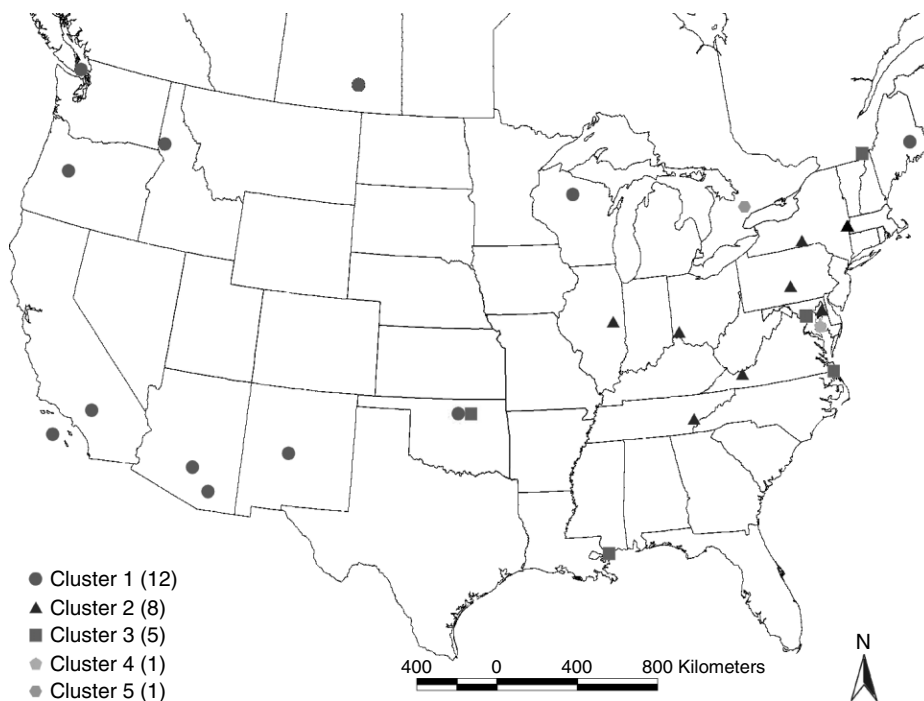 Cluster 1 (12)
Cluster 2 (8)
Cluster 3 (5)
Cluster 4 (1)
Cluster 5 (1)
400 0 400 800 Kilometers
N